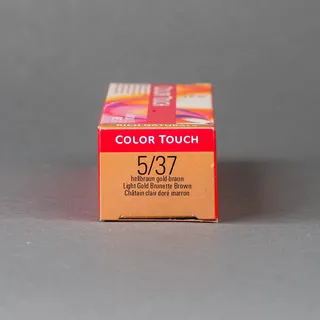 COLOR TOUCH
5/37
hellbraun gold-braun
Light Gold Brunette Brown
Châtain clair doré marron